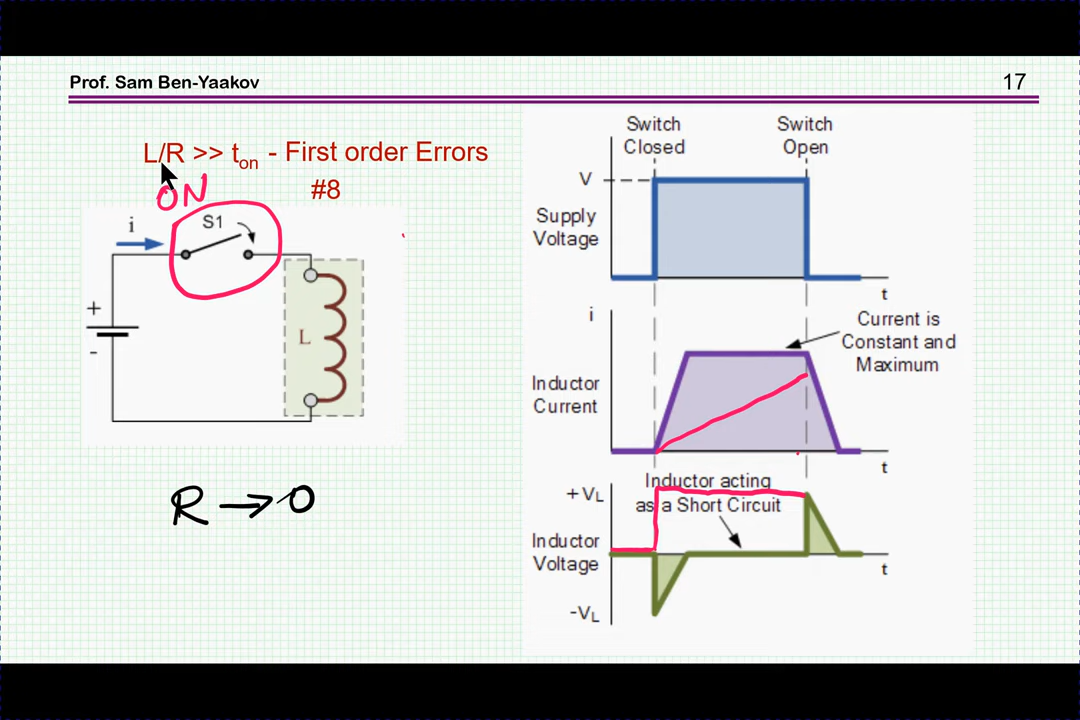 Prof. Sam Ben-Yaakov
17
L/R >> ton - First order Errors
#8
ON
i
S1
+
-
L
R → 0
Switch
Closed
Switch
Open
V
Supply
Voltage
t
i
Current is
Constant and
Maximum
Inductor
Current
t
+VL
Inductor acting
as a Short Circuit
Inductor
Voltage
t
-VL